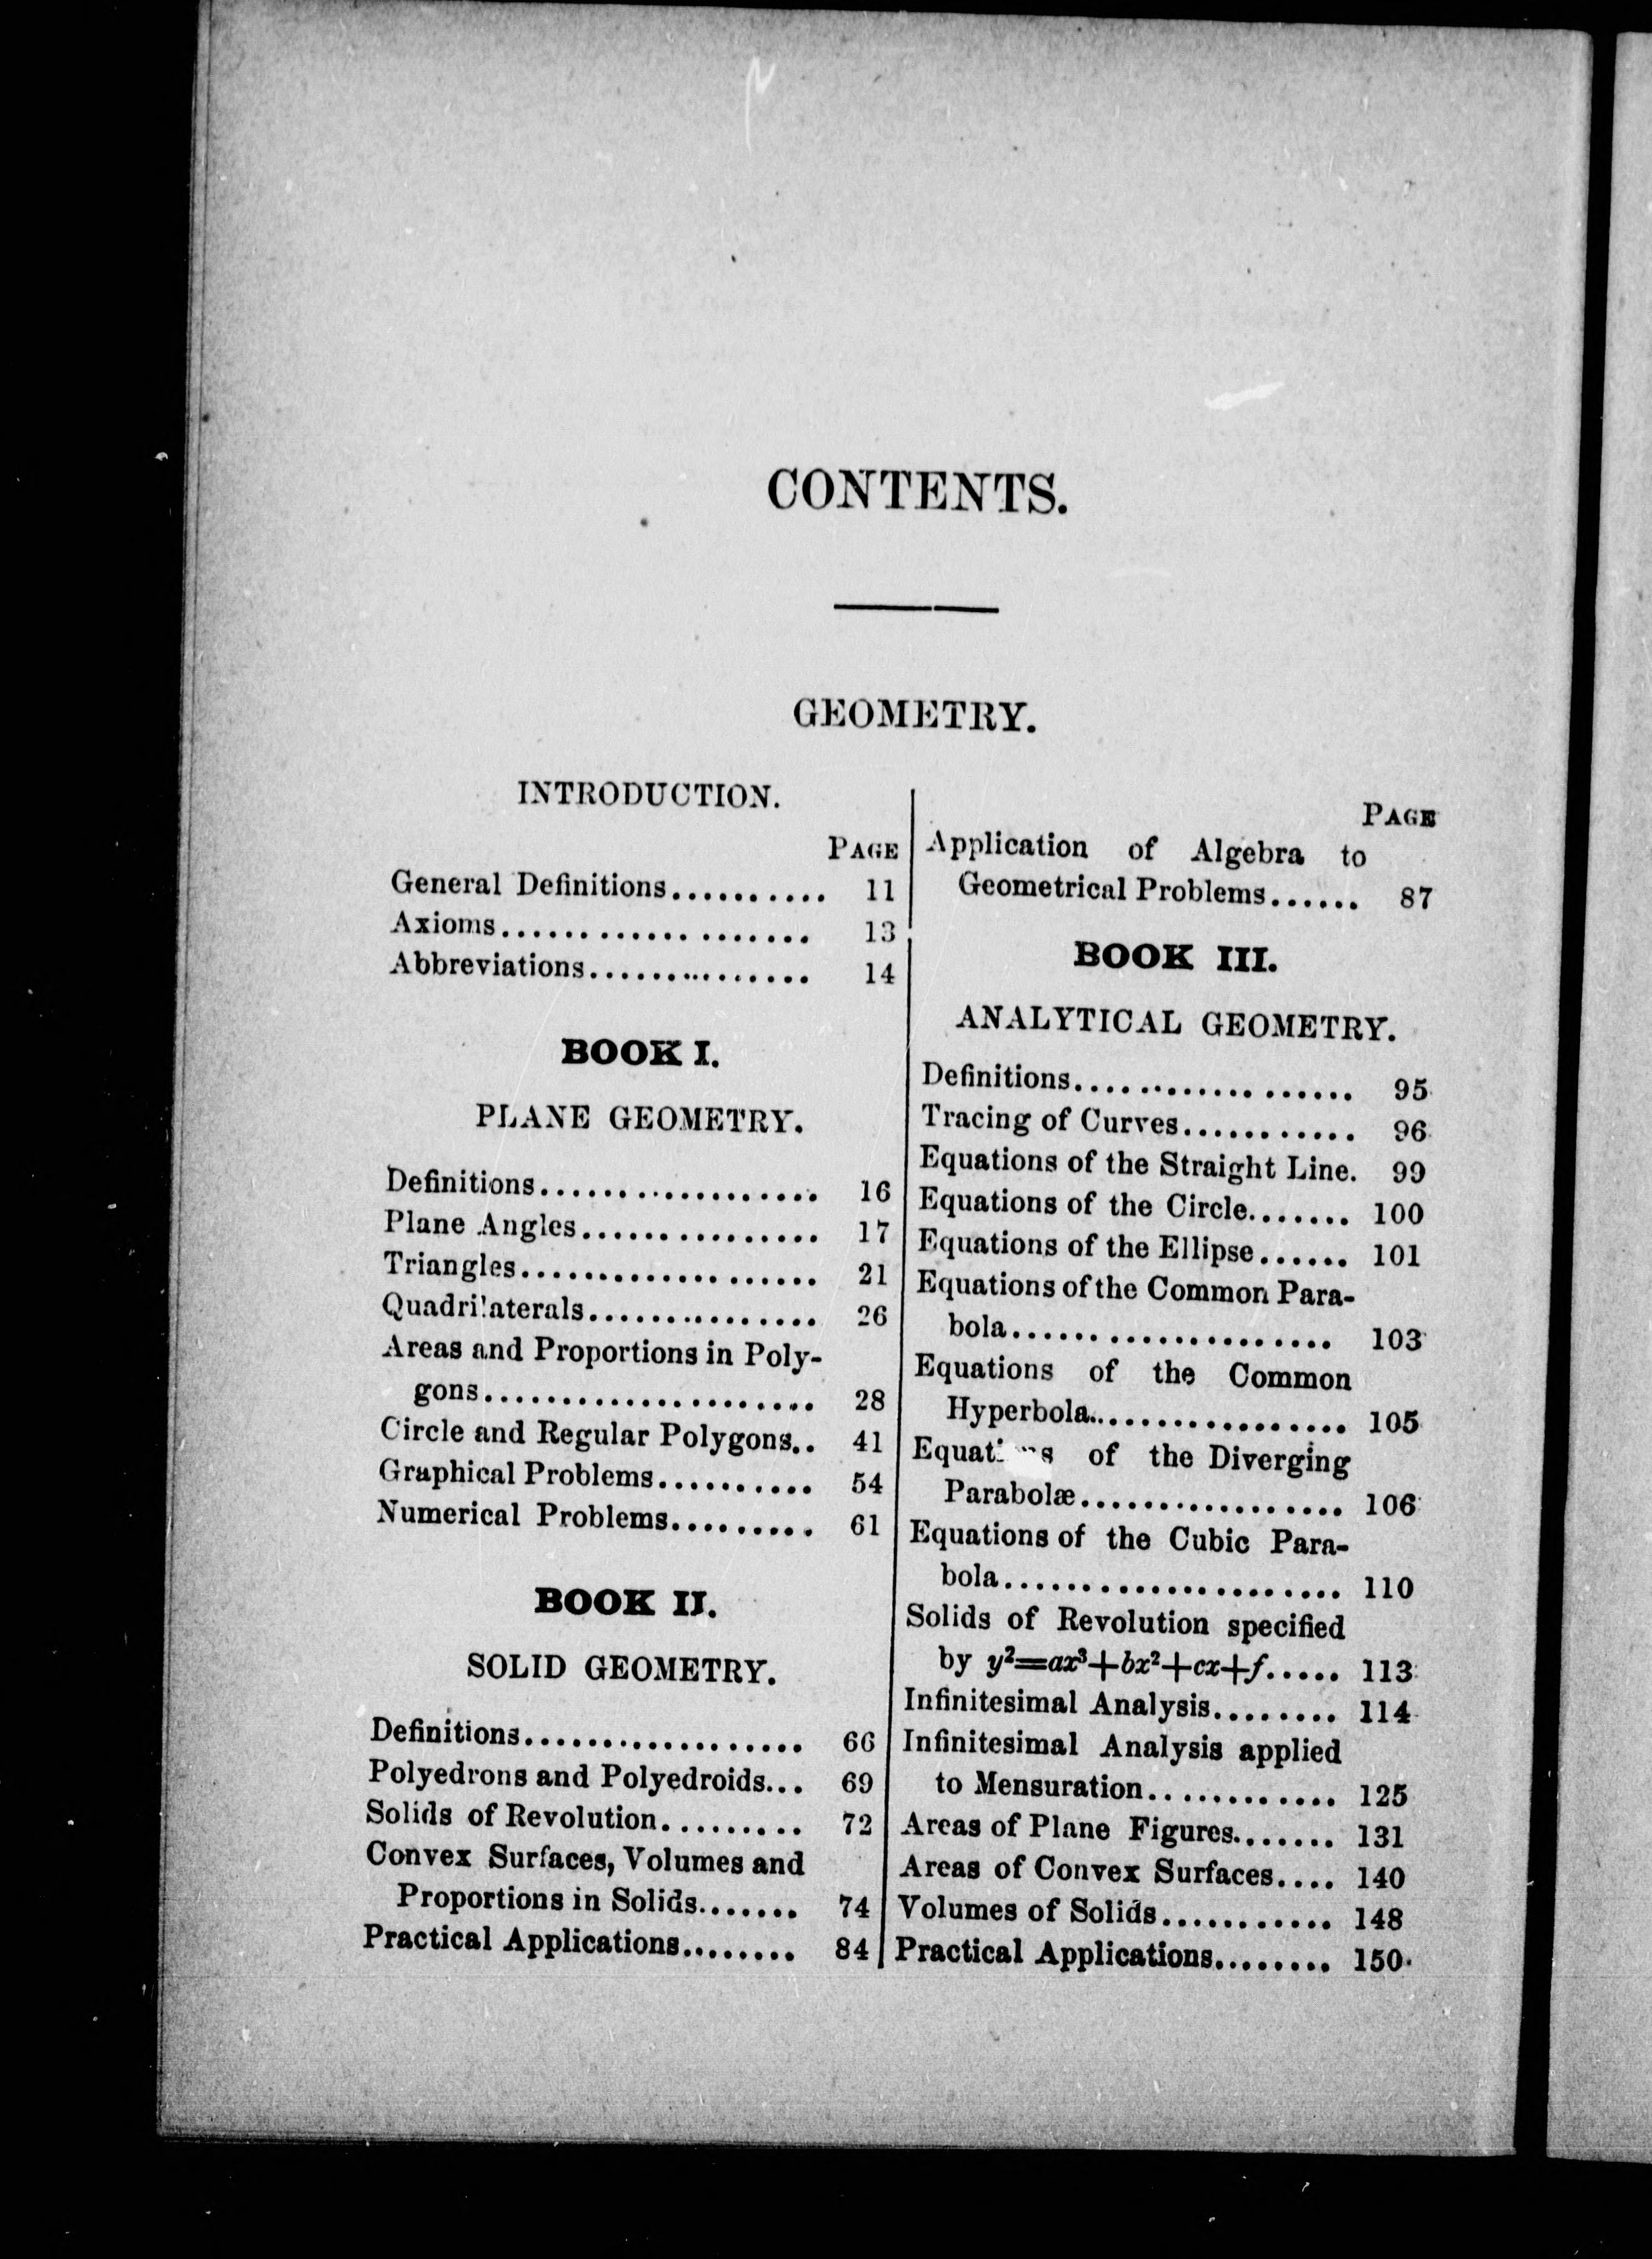 CONTENTS.
GEOMETRY.
INTRODUCTION.
PAGE
General Definitions.......... 11
Axioms.................... 13
Abbreviations.............. 14
BOOK I.
PLANE GEOMETRY.
Definitions.................. 16
Plane Angles............... 17
Triangles................... 21
Quadrilaterals............... 26
Areas and Proportions in Poly-
gons...................... 28
Circle and Regular Polygons.. 41
Graphical Problems.......... 54
Numerical Problems......... 61
BOOK II.
SOLID GEOMETRY.
Definitions.................. 66
Polyedrons and Polyedroids... 69
Solids of Revolution......... 72
Convex Surfaces, Volumes and
Proportions in Solids....... 74
Practical Applications........ 84
PAGE
Application of Algebra to
Geometrical Problems...... 87
BOOK III.
ANALYTICAL GEOMETRY.
Definitions.................. 95
Tracing of Curves........... 96
Equations of the Straight Line. 99
Equations of the Circle....... 100
Equations of the Ellipse...... 101
Equations of the Common Para-
bola..................... 103
Equations of the Common
Hyperbola................. 105
Equations of the Diverging
Parabolæ................. 106
Equations of the Cubic Para-
bola...................... 110
Solids of Revolution specified
by y²=ax³+bx²+cx+f..... 113
Infinitesimal Analysis........ 114
Infinitesimal Analysis applied
to Mensuration............ 125
Areas of Plane Figures....... 131
Areas of Convex Surfaces.... 140
Volumes of Solids........... 148
Practical Applications........ 150